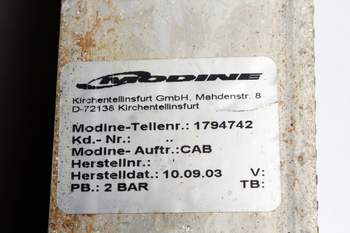 MODINE
Kirchentellinsfurt GmbH, Mahdenstr. 8
D-72138 Kirchentellinsfurt
Modine-Teilenr.: 1794742
Kd.- Nr.: ..
Modine- Auftr.:CAB
Herstellnr.:
Herstelldat.: 10.09.03 V:
PB.: 2 BAR TB: